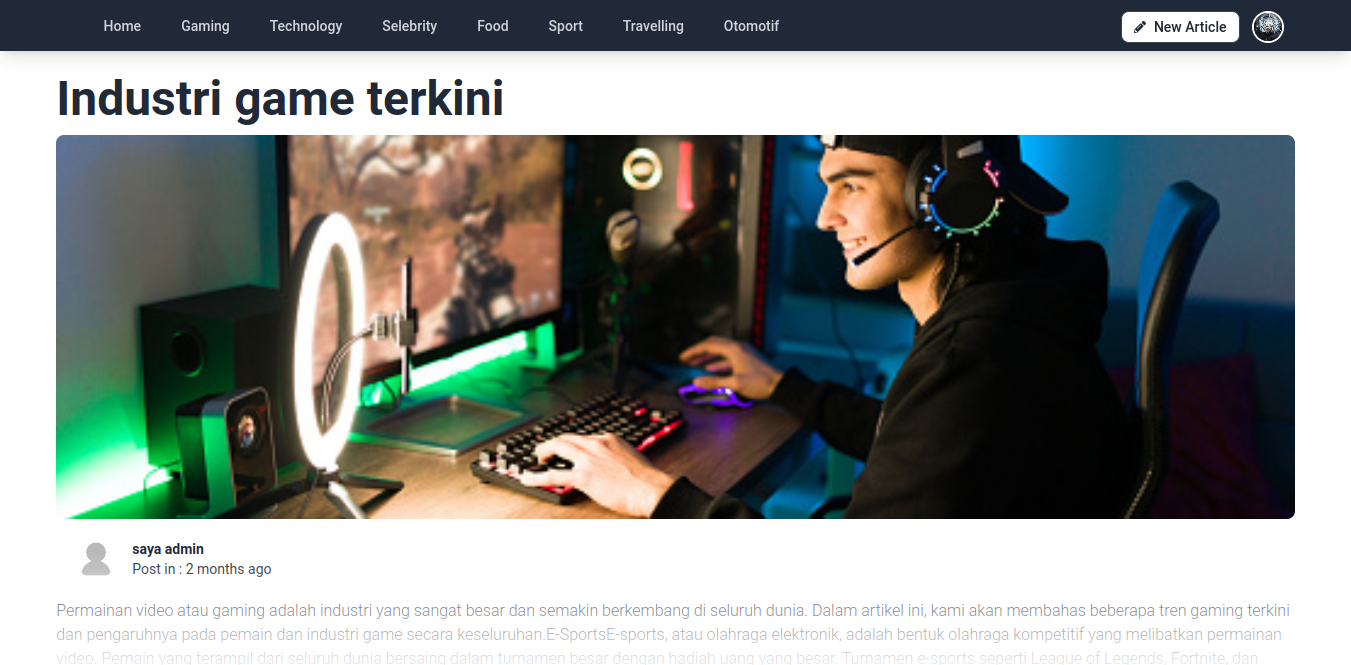 Home Gaming Technology Selebrity Food Sport Travelling Otomotif New Article
Industri game terkini
saya admin
Post in : 2 months ago
Permainan video atau gaming adalah industri yang sangat besar dan semakin berkembang di seluruh dunia. Dalam artikel ini, kami akan membahas beberapa tren gaming terkini
dan pengaruhnya pada pemain dan industri game secara keseluruhan.E-SportsE-sports, atau olahraga elektronik, adalah bentuk olahraga kompetitif yang melibatkan permainan
video. Pemain yang terampil dari seluruh dunia bersaing dalam turnamen besar dengan hadiah uang yang besar. Turnamen e-sports seperti League of Legends, Fortnite, dan